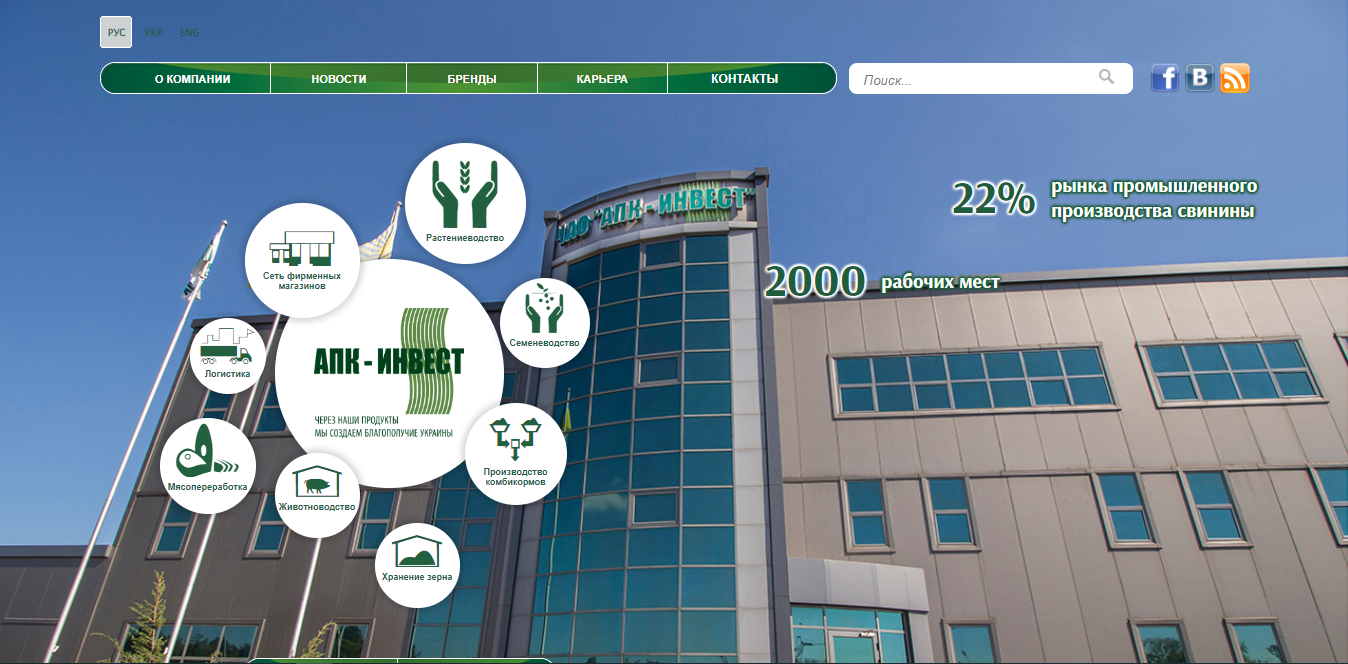 РУС УКР ENG
О КОМПАНИИ НОВОСТИ БРЕНДЫ КАРЬЕРА КОНТАКТЫ
Поиск...
22% рынка промышленного
производства свинины
2000 рабочих мест
ЧАО "АПК - ИНВЕСТ"
Растениеводство
Сеть фирменных
магазинов
Семеневодство
Логистика
АПК - ИНВЕСТ
ЧЕРЕЗ НАШИ ПРОДУКТЫ
МЫ СОЗДАЕМ БЛАГОПОЛУЧИЕ УКРАИНЫ
Производство
комбикормов
Мясопереработка
Животноводство
Хранение зерна